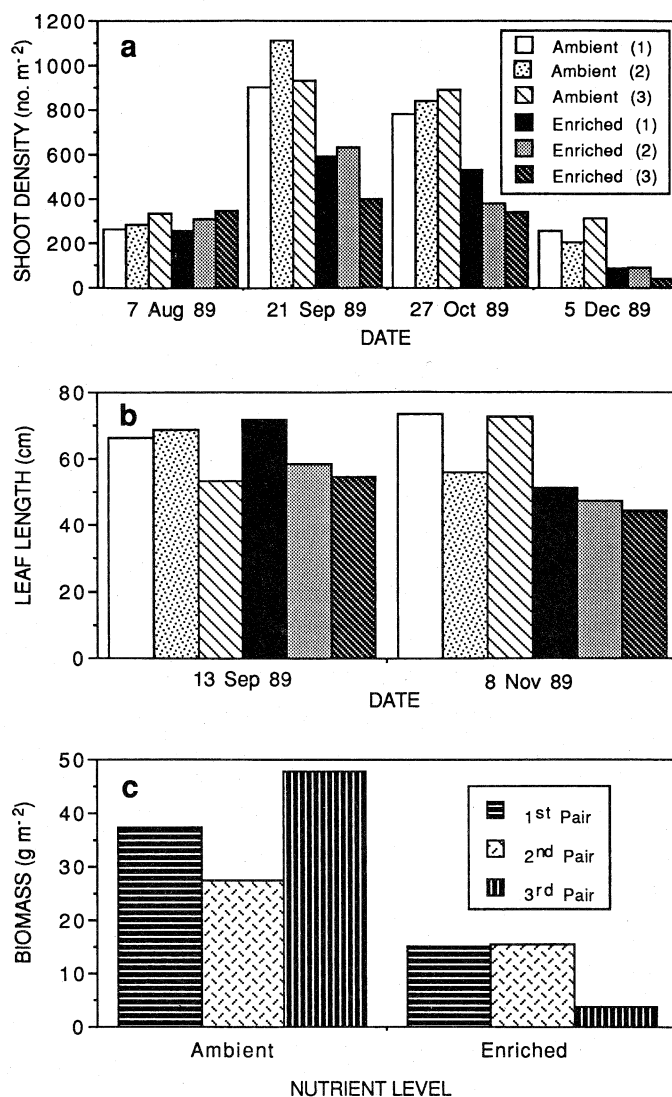 a
SHOOT DENSITY (no. m-2)
1200
1000
800
600
400
200
0
Ambient (1)
Ambient (2)
Ambient (3)
Enriched (1)
Enriched (2)
Enriched (3)
7 Aug 89 21 Sep 89 27 Oct 89 5 Dec 89
DATE
b
LEAF LENGTH (cm)
80
60
40
20
0
13 Sep 89 8 Nov 89
DATE
c
BIOMASS (g m-2)
50
40
30
20
10
0
1st Pair
2nd Pair
3rd Pair
Ambient Enriched
NUTRIENT LEVEL